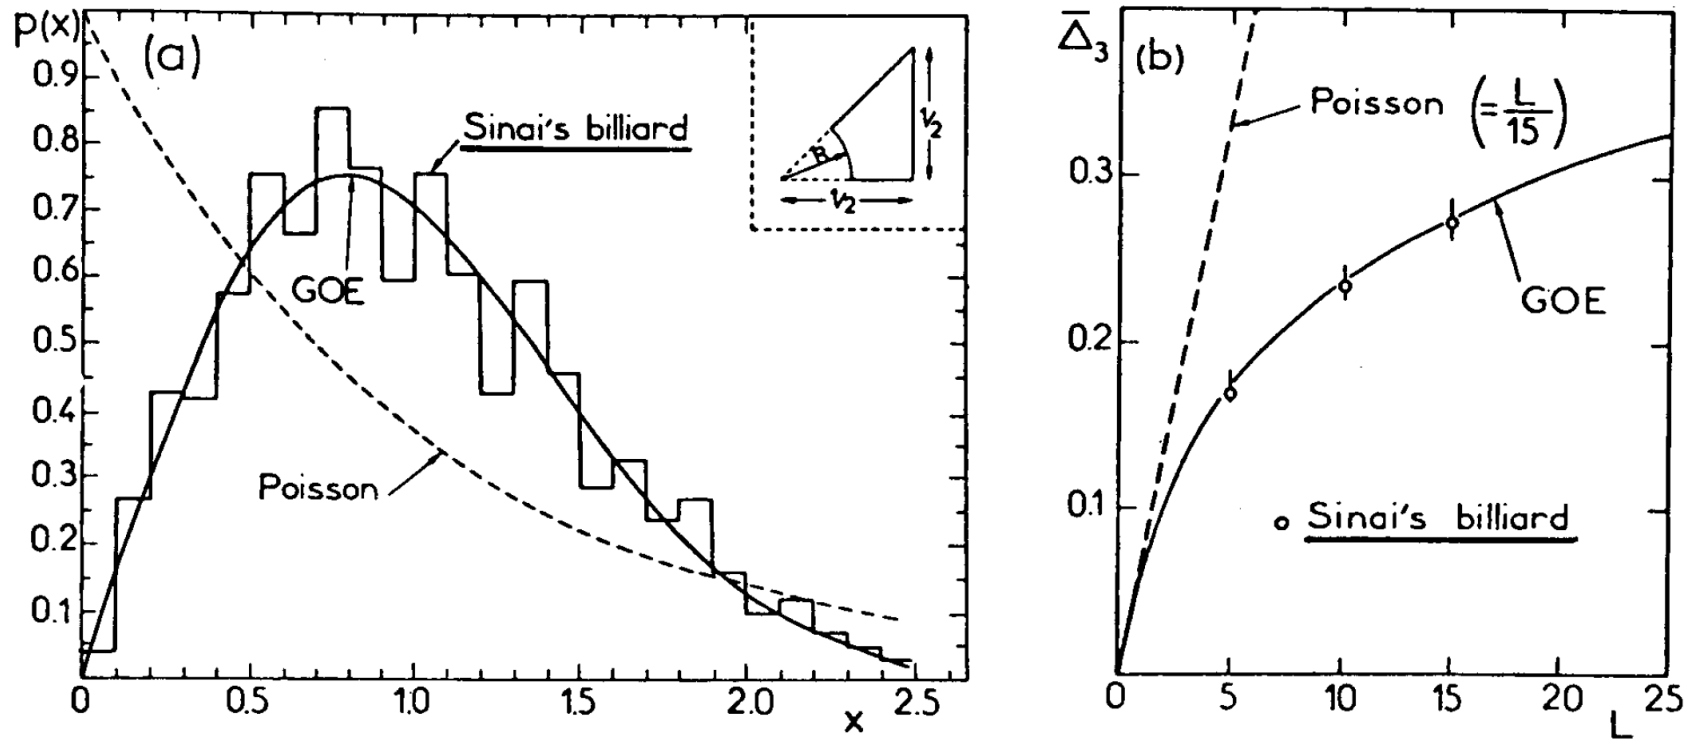 p(x)
(a)
0.9
0.8
0.7
0.6
0.5
0.4
0.3
0.2
0.1
0
0.5
1.0
1.5
2.0
2.5
x
Sinai's billiard
GOE
Poisson
R
1/2
1/2
Δ̅₃
(b)
Poisson (= L/15)
0.3
0.2
0.1
GOE
Sinai's billiard
0
5
10
15
20
25
L